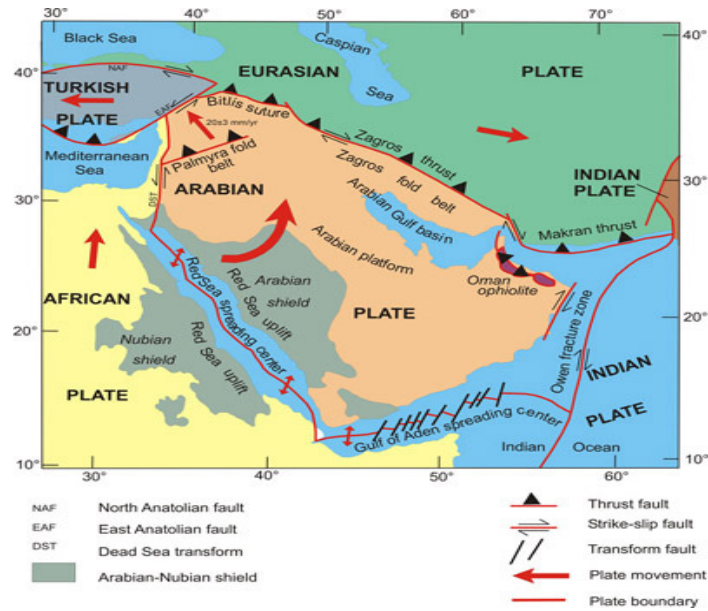 30°
40°
50°
60°
40°
Black Sea
Caspian
Sea
EURASIAN
PLATE
40°
NAF
TURKISH
PLATE
EAF
Bitlis suture
20±3 mm/yr
Mediterranean
Sea
Palmyra fold
belt
Zagros thrust
Zagros fold
belt
30°
30°
DST
ARABIAN
Arabian Gulf basin
INDIAN
PLATE
Makran thrust
Arabian platform
AFRICAN
Red Sea spreading center
Red Sea
uplift
Arabian
shield
Oman
ophiolite
PLATE
20°
20°
Nubian
shield
Red Sea
uplift
Owen fracture zone
INDIAN
PLATE
PLATE
Gulf of Aden spreading center
Indian
Ocean
10°
10°
30°
40°
50°
60°
NAF North Anatolian fault
EAF East Anatolian fault
DST Dead Sea transform
Arabian-Nubian shield
Thrust fault
Strike-slip fault
Transform fault
Plate movement
Plate boundary